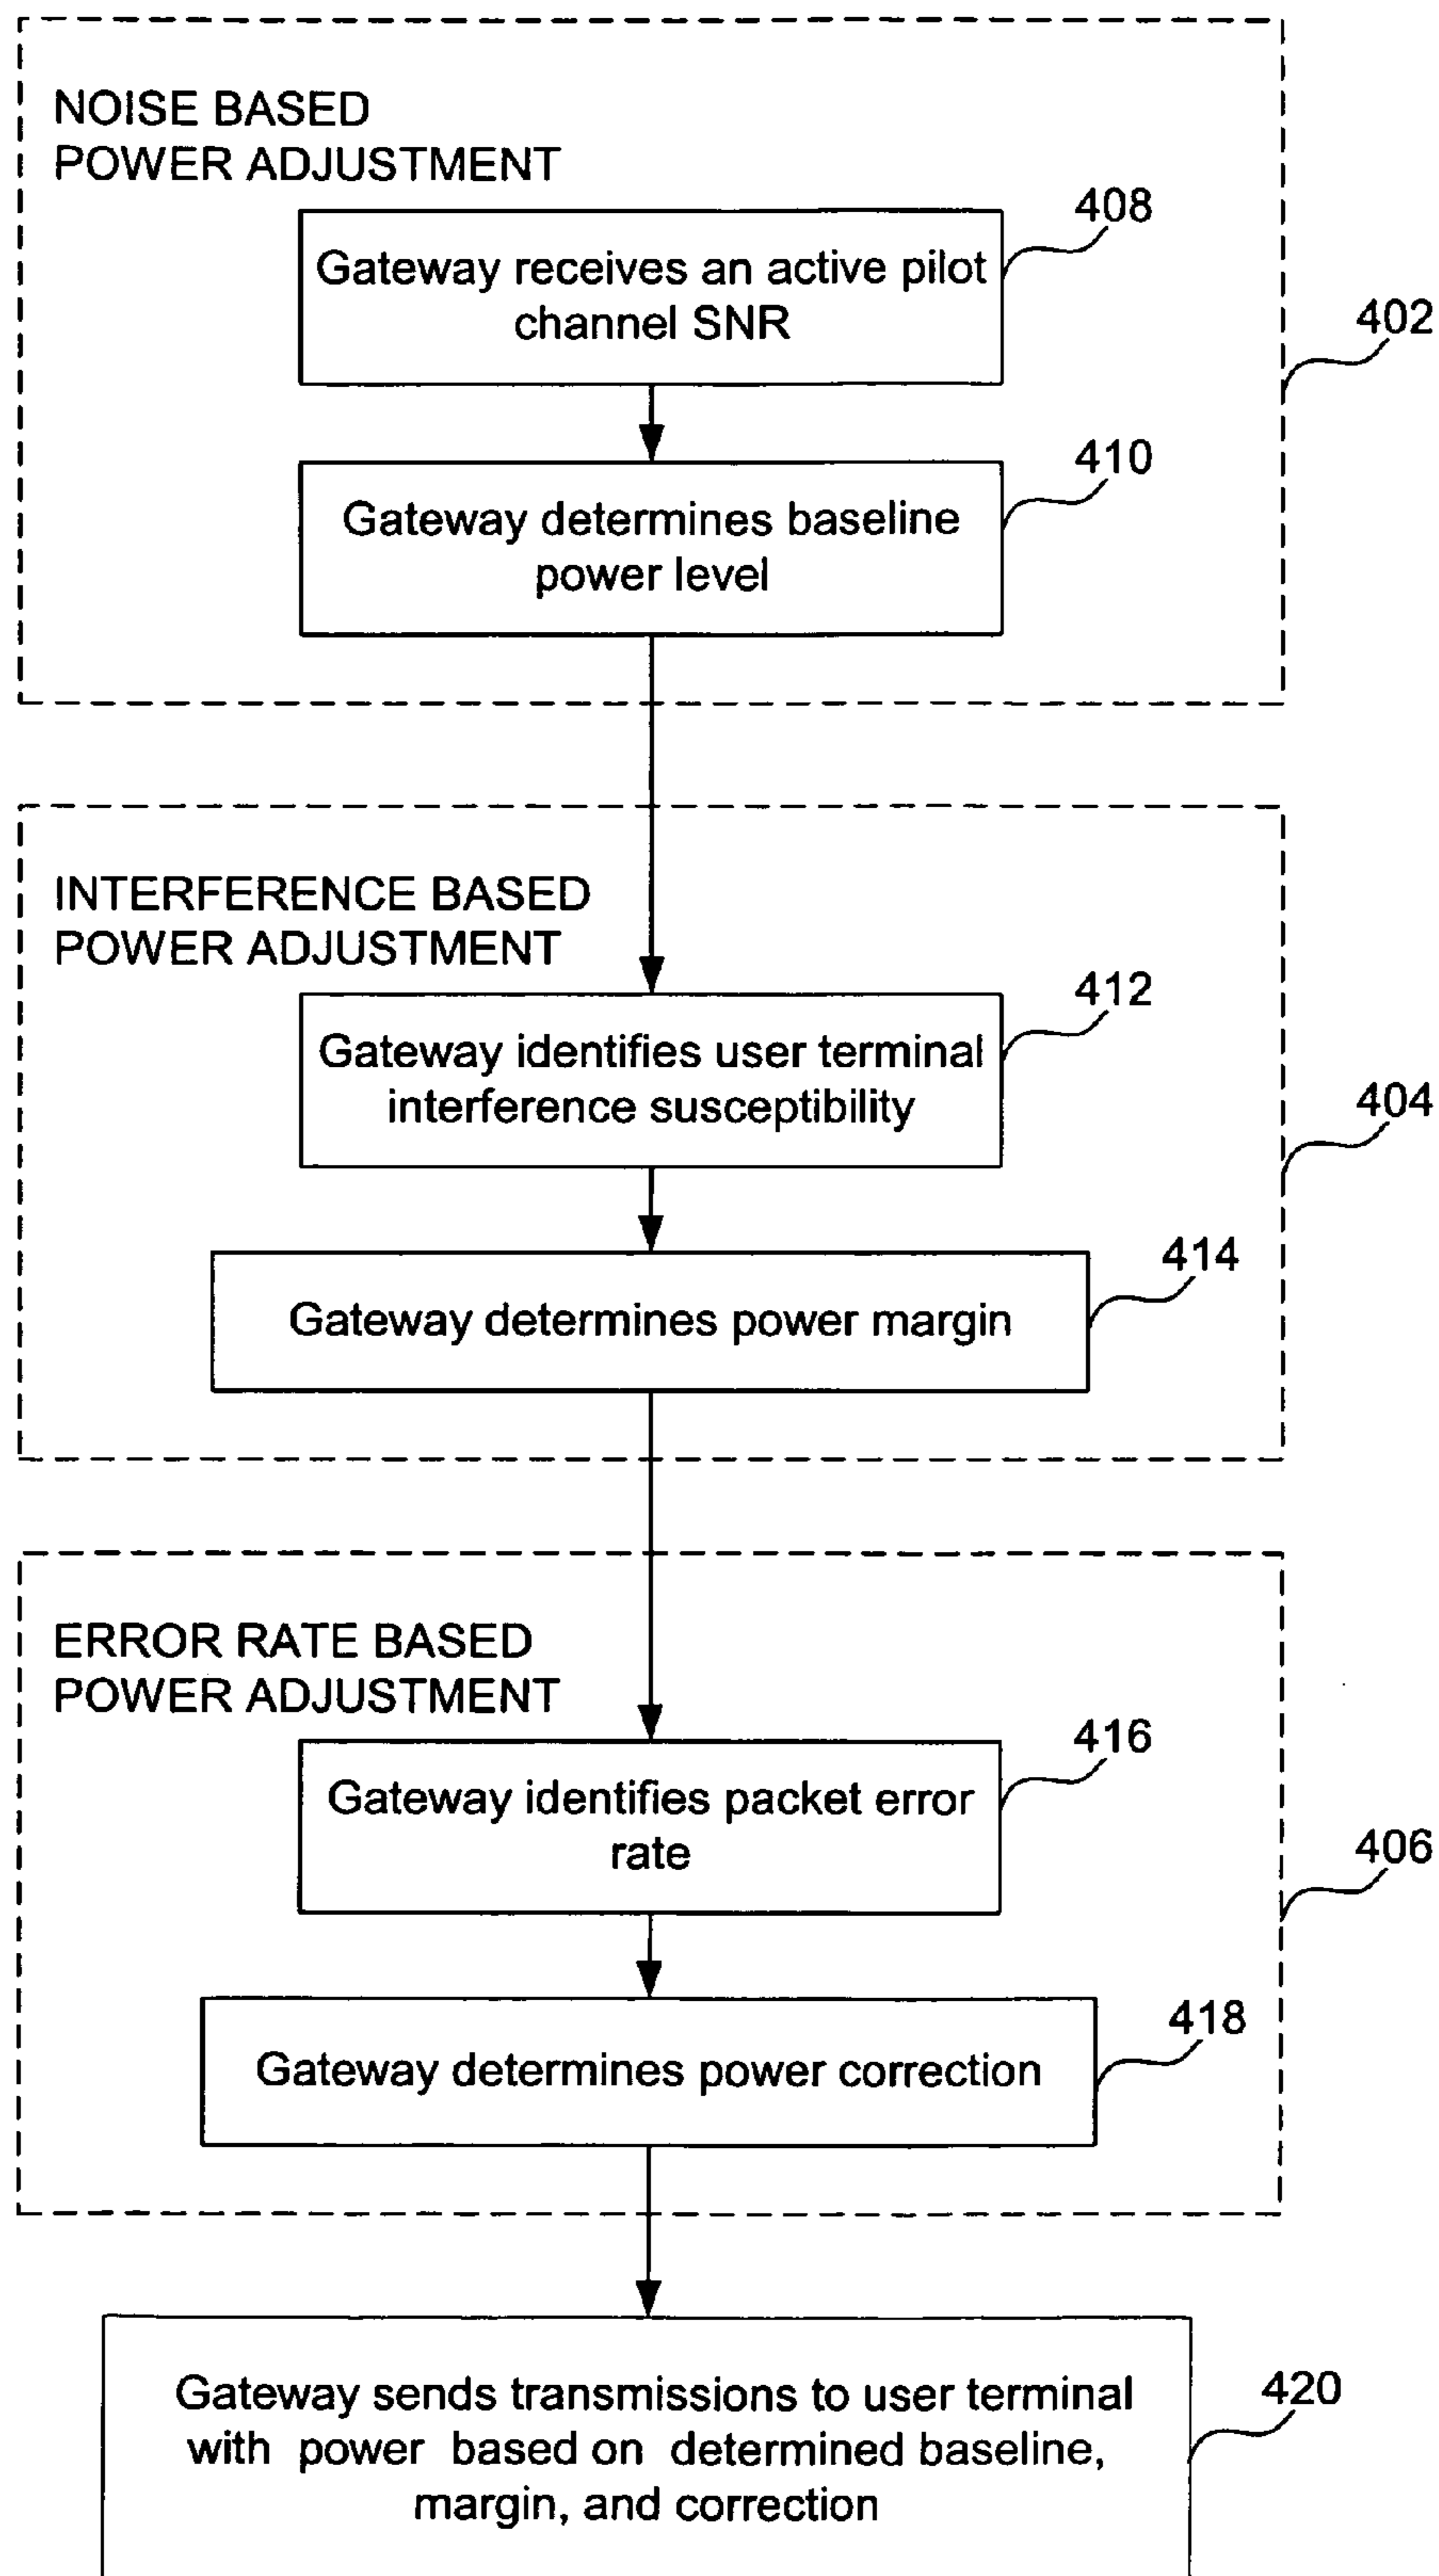 NOISE BASED
POWER ADJUSTMENT
408
Gateway receives an active pilot
channel SNR
402
410
Gateway determines baseline
power level
INTERFERENCE BASED
POWER ADJUSTMENT
412
Gateway identifies user terminal
interference susceptibility
404
414
Gateway determines power margin
ERROR RATE BASED
POWER ADJUSTMENT
416
Gateway identifies packet error
rate
406
418
Gateway determines power correction
420
Gateway sends transmissions to user terminal
with power based on determined baseline,
margin, and correction